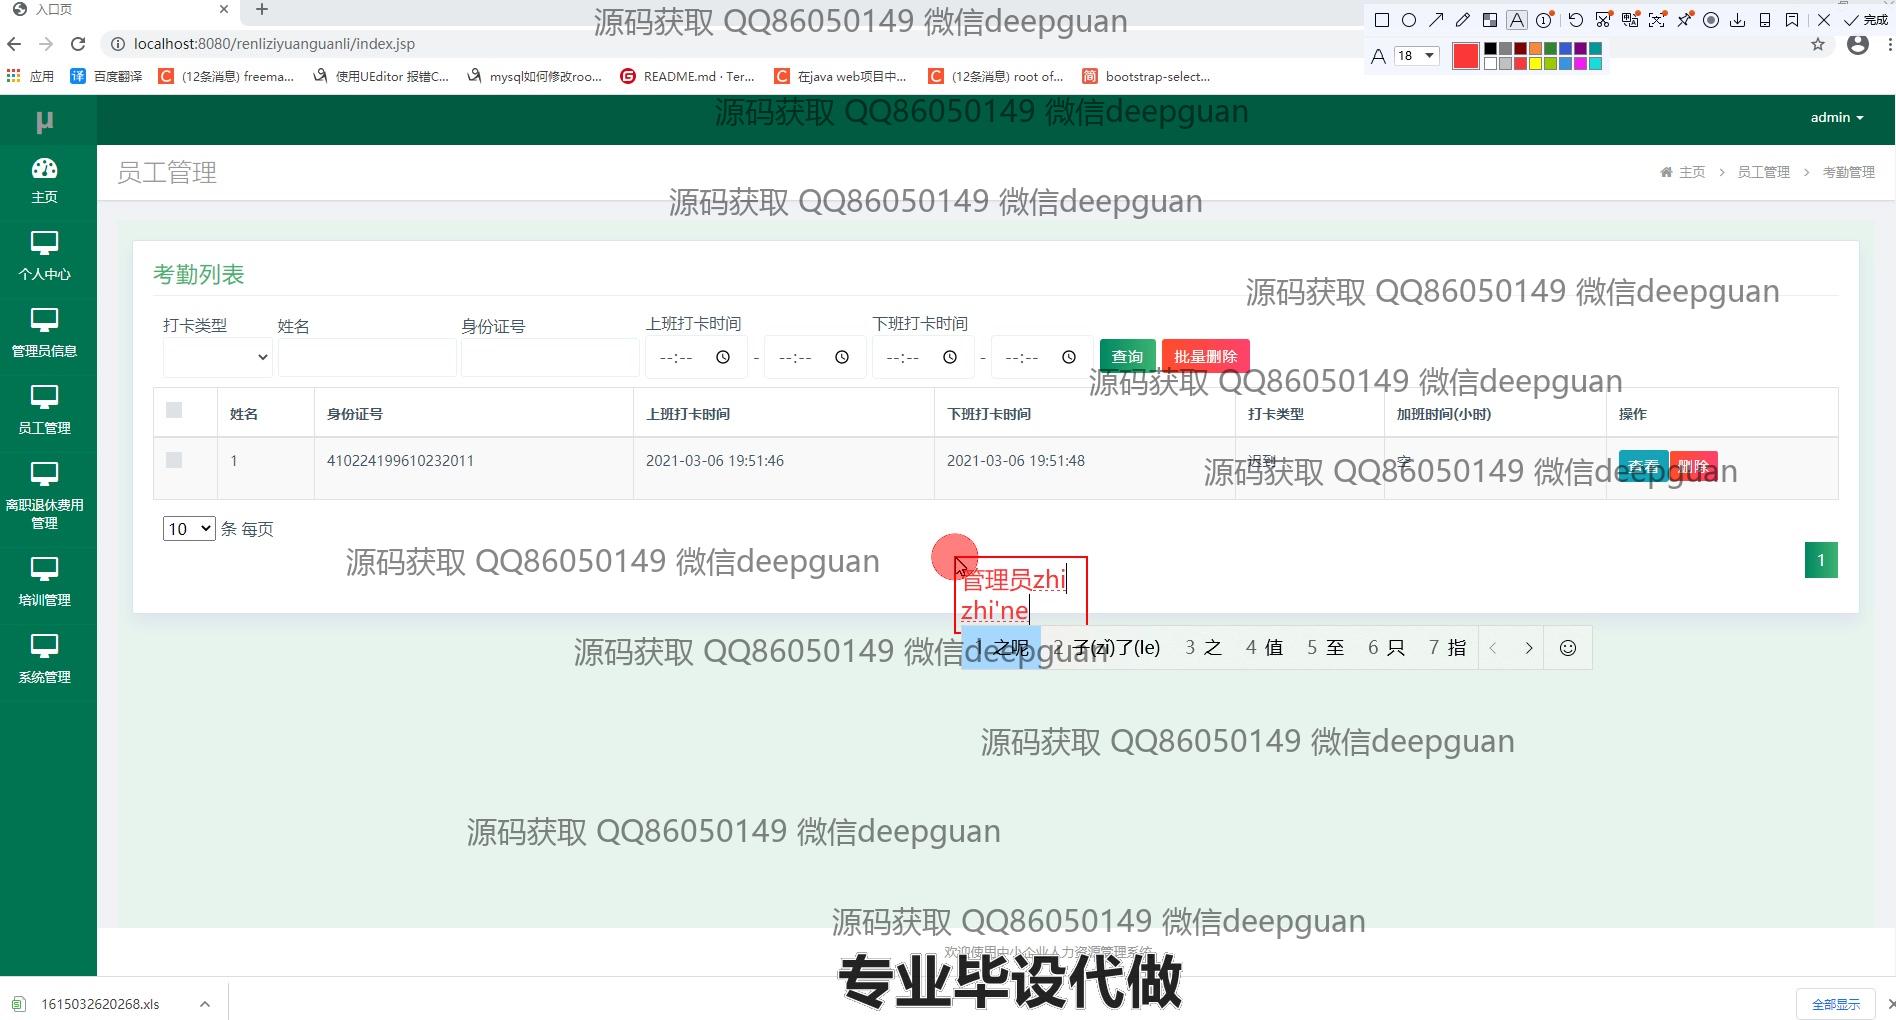 入口页
源码获取 QQ86050149 微信deepguan
完成
localhost:8080/renliziyuanguanli/index.jsp
18
应用
百度翻译
(12条消息) freema...
使用UEditor 报错C...
mysql如何修改roo...
README.md · Ter...
在java web项目中...
(12条消息) root of...
bootstrap-select...
源码获取 QQ86050149 微信deepguan
μ
admin
主页
个人中心
管理员信息
员工管理
离职退休费用
管理
培训管理
系统管理
员工管理
主页 > 员工管理 > 考勤管理
源码获取 QQ86050149 微信deepguan
考勤列表
源码获取 QQ86050149 微信deepguan
打卡类型 姓名 身份证号 上班打卡时间 下班打卡时间
--:-- - --:-- --:-- - --:-- 查询 批量删除
源码获取 QQ86050149 微信deepguan
姓名 身份证号 上班打卡时间 下班打卡时间 打卡类型 加班时间(小时) 操作
1 410224199610232011 2021-03-06 19:51:46 2021-03-06 19:51:48 迟到 查看 删除
源码获取 QQ86050149 微信deepguan
10 条 每页
1
源码获取 QQ86050149 微信deepguan
管理员zhi
zhi'ne
1 之呢 2 子(zǐ)了(le) 3 之 4 值 5 至 6 只 7 指
源码获取 QQ86050149 微信deepguan
源码获取 QQ86050149 微信deepguan
源码获取 QQ86050149 微信deepguan
源码获取 QQ86050149 微信deepguan
欢迎使用中小企业人力资源管理系统
专业毕设代做
1615032620268.xls
全部显示